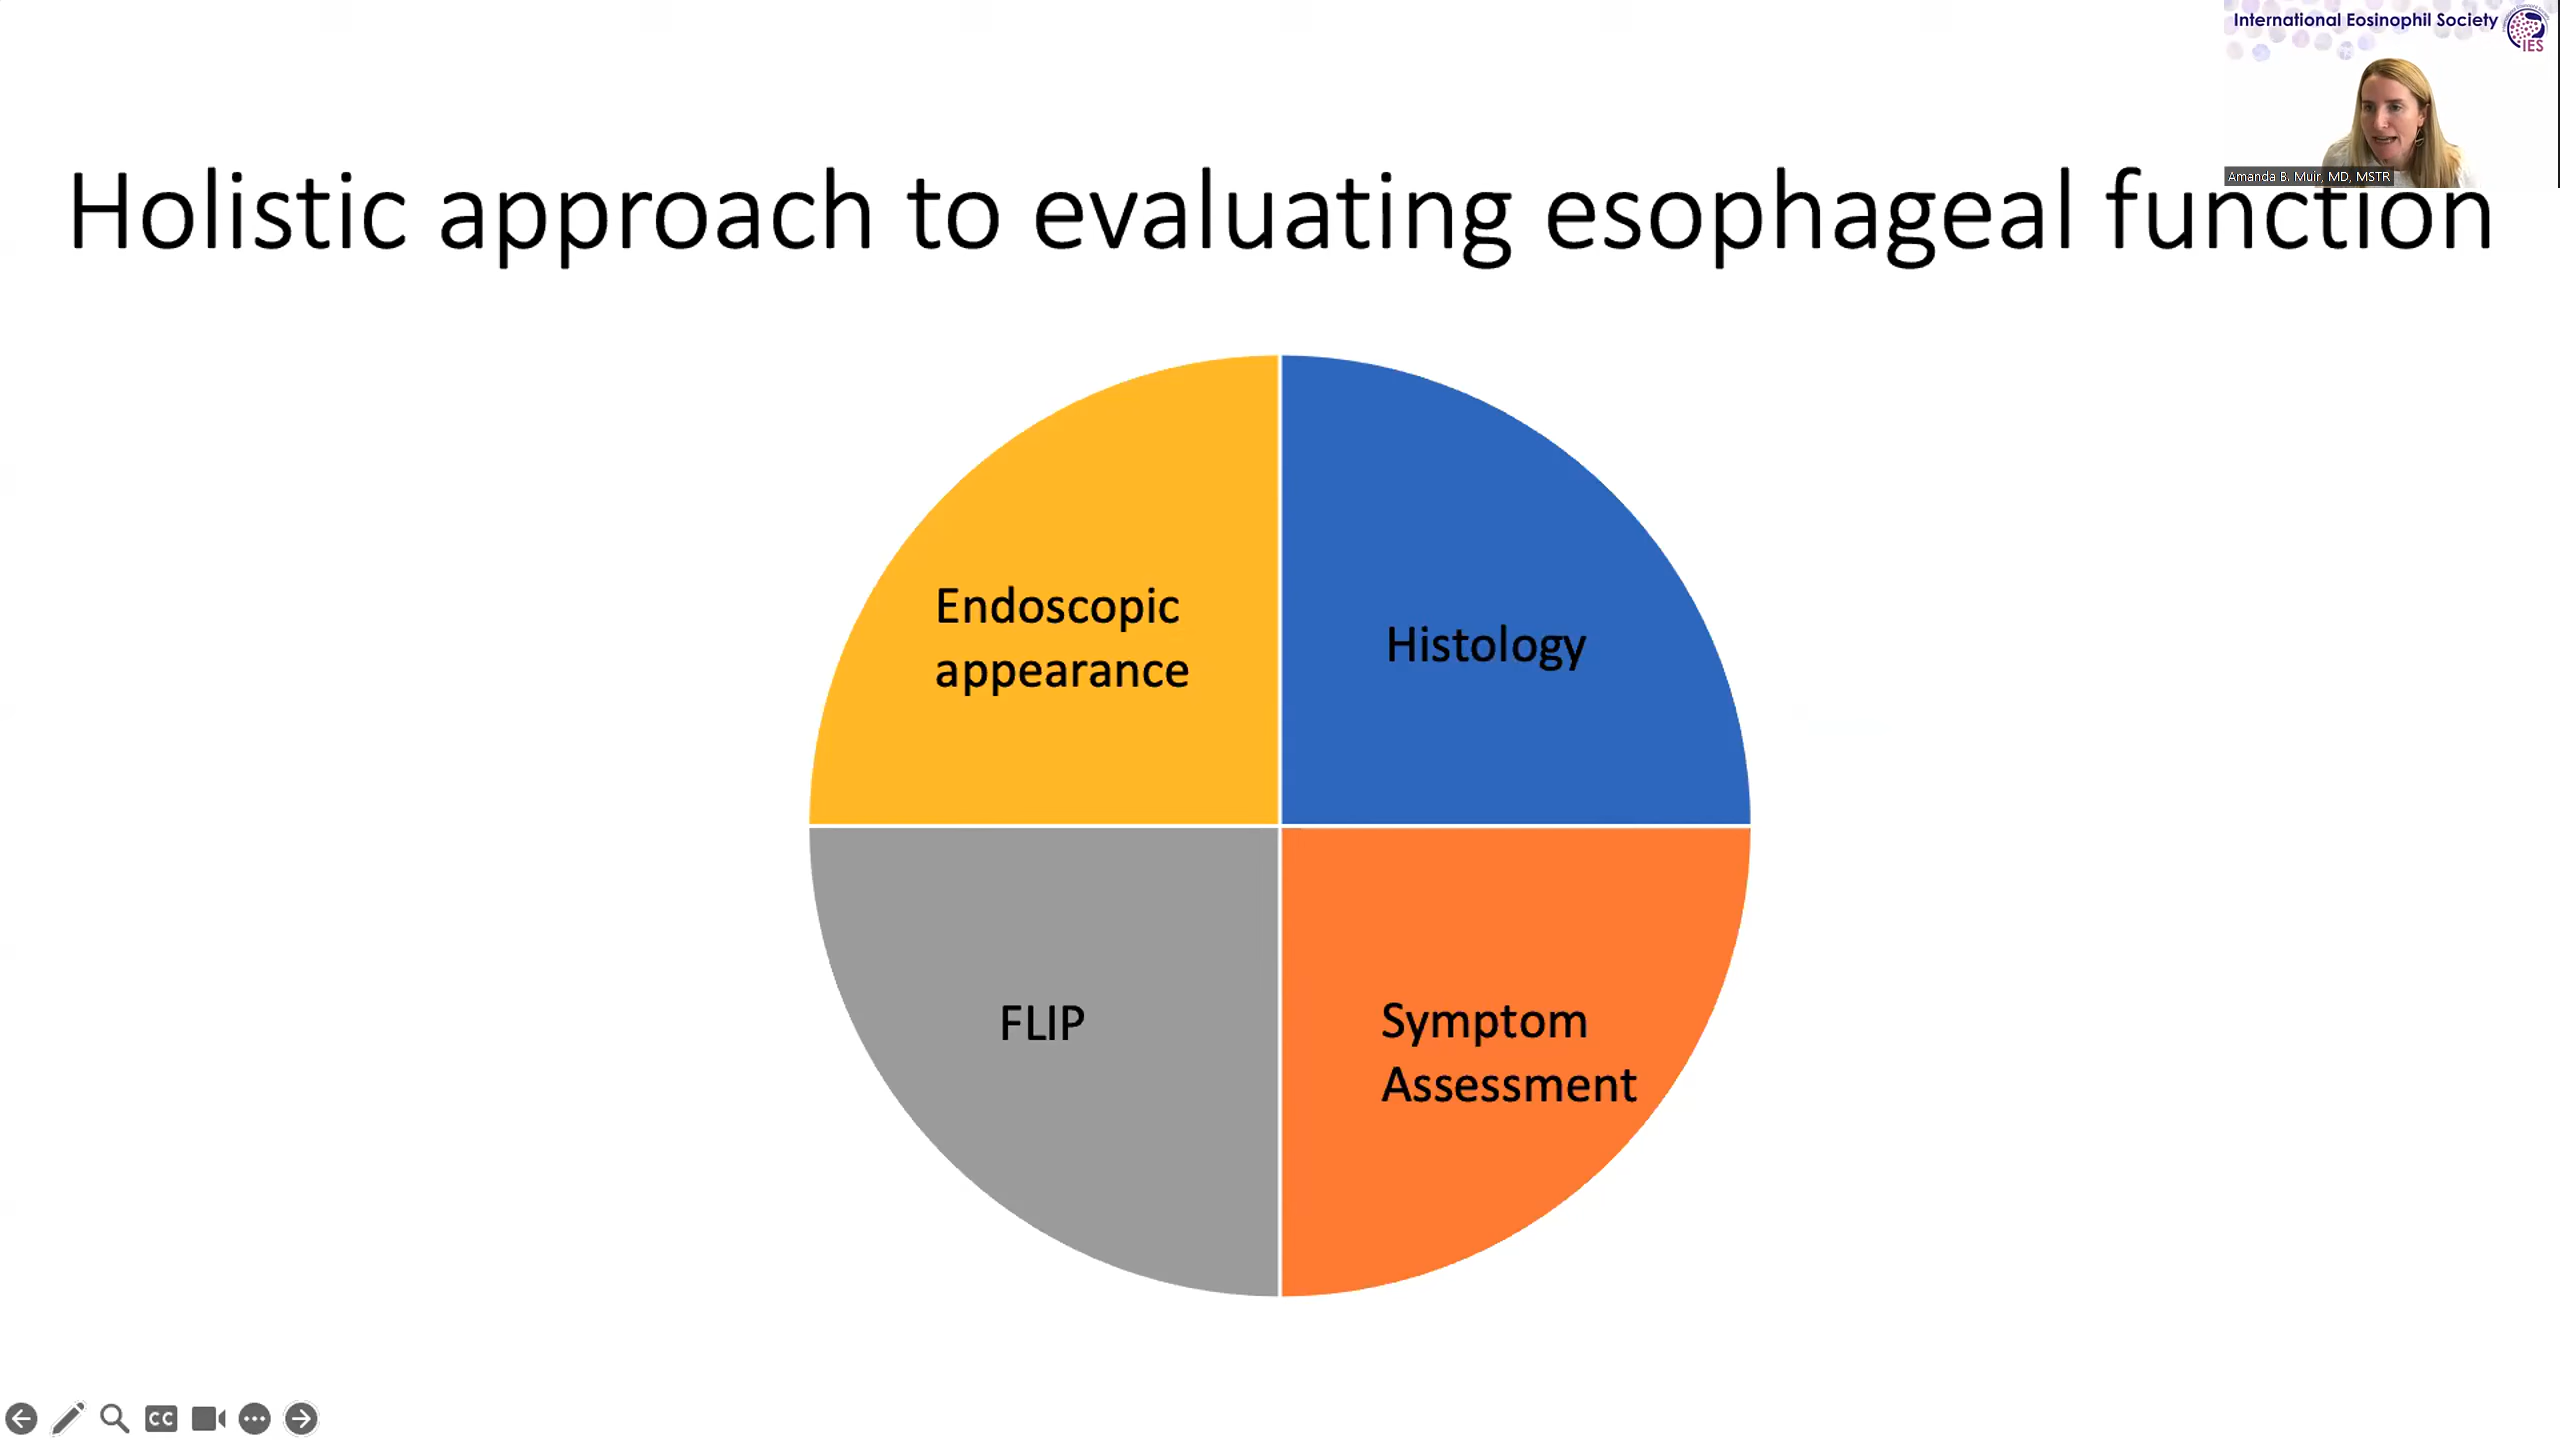 International Eosinophil Society
IES
Amanda B. Muir, MD, MSTR
Holistic approach to evaluating esophageal function
Endoscopic
appearance
Histology
FLIP
Symptom
Assessment
CC